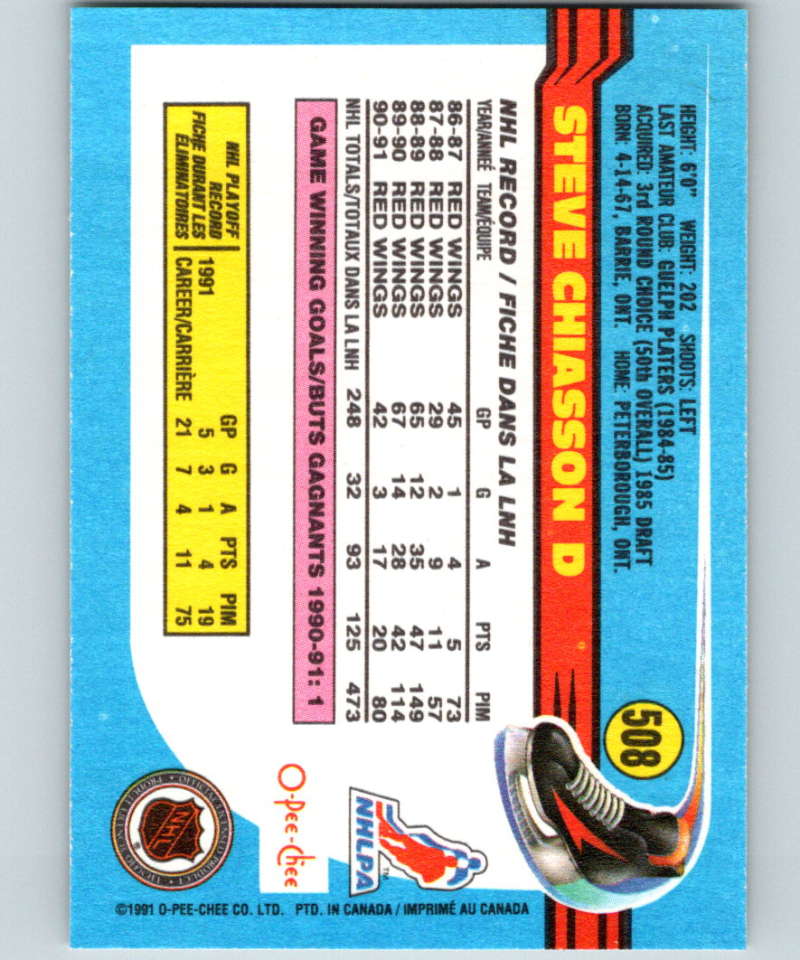 508
HEIGHT: 6'0" WEIGHT: 202 SHOOTS: LEFT
LAST AMATEUR CLUB: GUELPH PLATERS (1984-85)
ACQUIRED: 3rd ROUND CHOICE (50th OVERALL) 1985 DRAFT
BORN: 4-14-67, BARRIE, ONT. HOME: PETERBOROUGH, ONT.
STEVE CHIASSON D
NHL RECORD / FICHE DANS LA LNH
YEAR/ANNÉE TEAM/ÉQUIPE GP G A PTS PIM
86-87 RED WINGS 45 1 4 5 73
87-88 RED WINGS 29 2 9 11 57
88-89 RED WINGS 65 12 35 47 149
89-90 RED WINGS 67 14 28 42 114
90-91 RED WINGS 42 3 17 20 80
NHL TOTALS/TOTAUX DANS LA LNH 248 32 93 125 473
GAME WINNING GOALS/BUTS GAGNANTS 1990-91: 1
NHL PLAYOFF RECORD
FICHE DURANT LES ÉLIMINATOIRES
GP G A PTS PIM
1991 5 3 1 4 19
CAREER/CARRIÈRE 21 7 4 11 75
NHLPA™
O-Pee-Chee
NHL
®
©1991 O-PEE-CHEE CO. LTD. PTD. IN CANADA / IMPRIMÉ AU CANADA